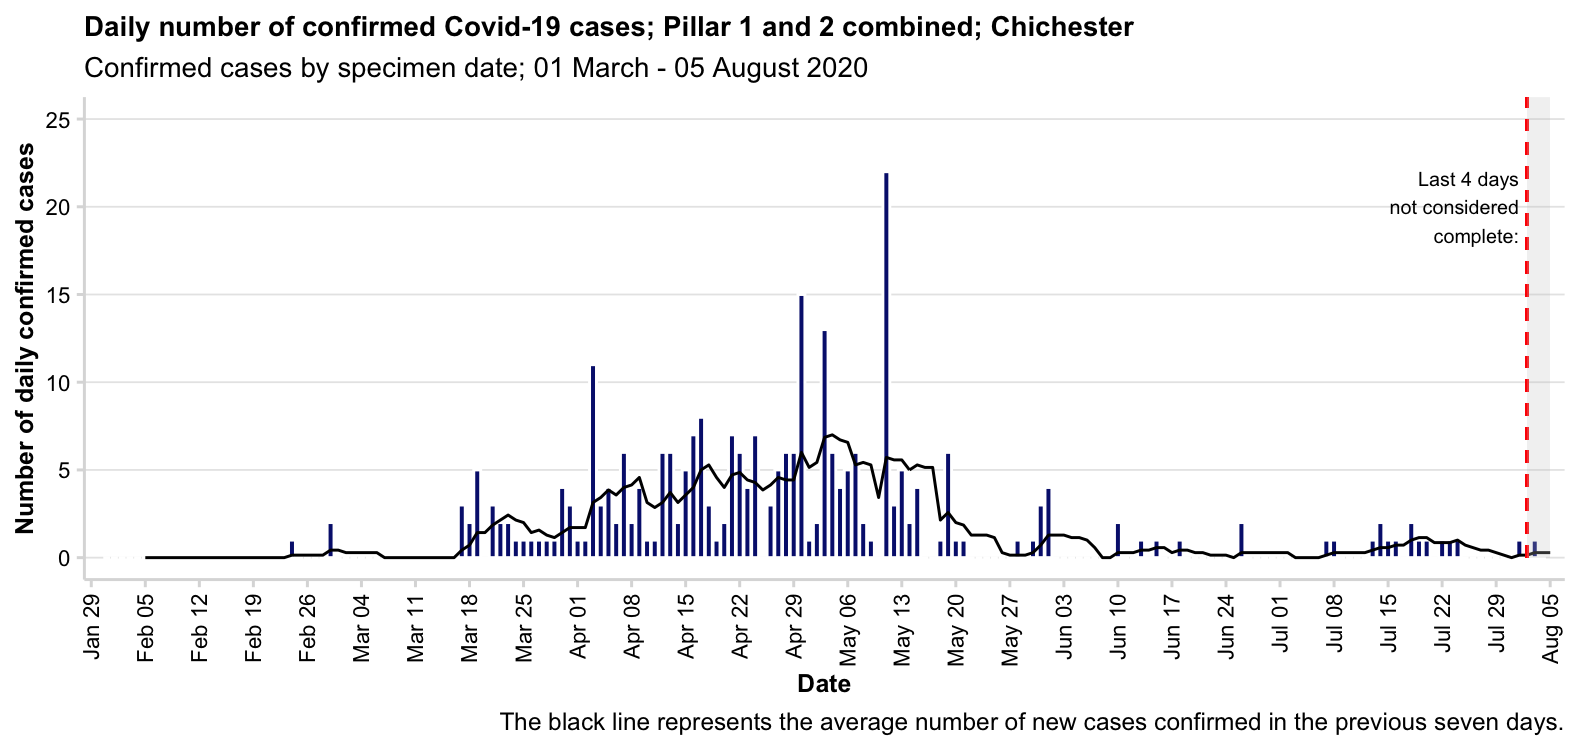 Daily number of confirmed Covid-19 cases; Pillar 1 and 2 combined; Chichester
Confirmed cases by specimen date; 01 March - 05 August 2020
Number of daily confirmed cases
25
20
15
10
5
0
Last 4 days
not considered
complete:
Jan 29
Feb 05
Feb 12
Feb 19
Feb 26
Mar 04
Mar 11
Mar 18
Mar 25
Apr 01
Apr 08
Apr 15
Apr 22
Apr 29
May 06
May 13
May 20
May 27
Jun 03
Jun 10
Jun 17
Jun 24
Jul 01
Jul 08
Jul 15
Jul 22
Jul 29
Aug 05
Date
The black line represents the average number of new cases confirmed in the previous seven days.